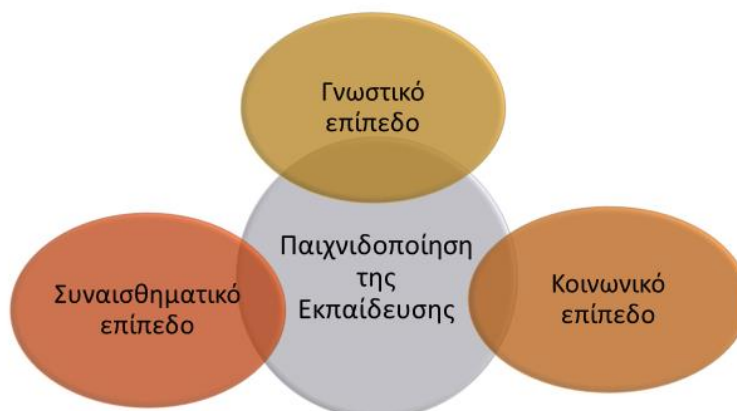 Γνωστικό
επίπεδο
Παιχνιδοποίηση
της
Εκπαίδευσης
Συναισθηματικό
επίπεδο
Κοινωνικό
επίπεδο